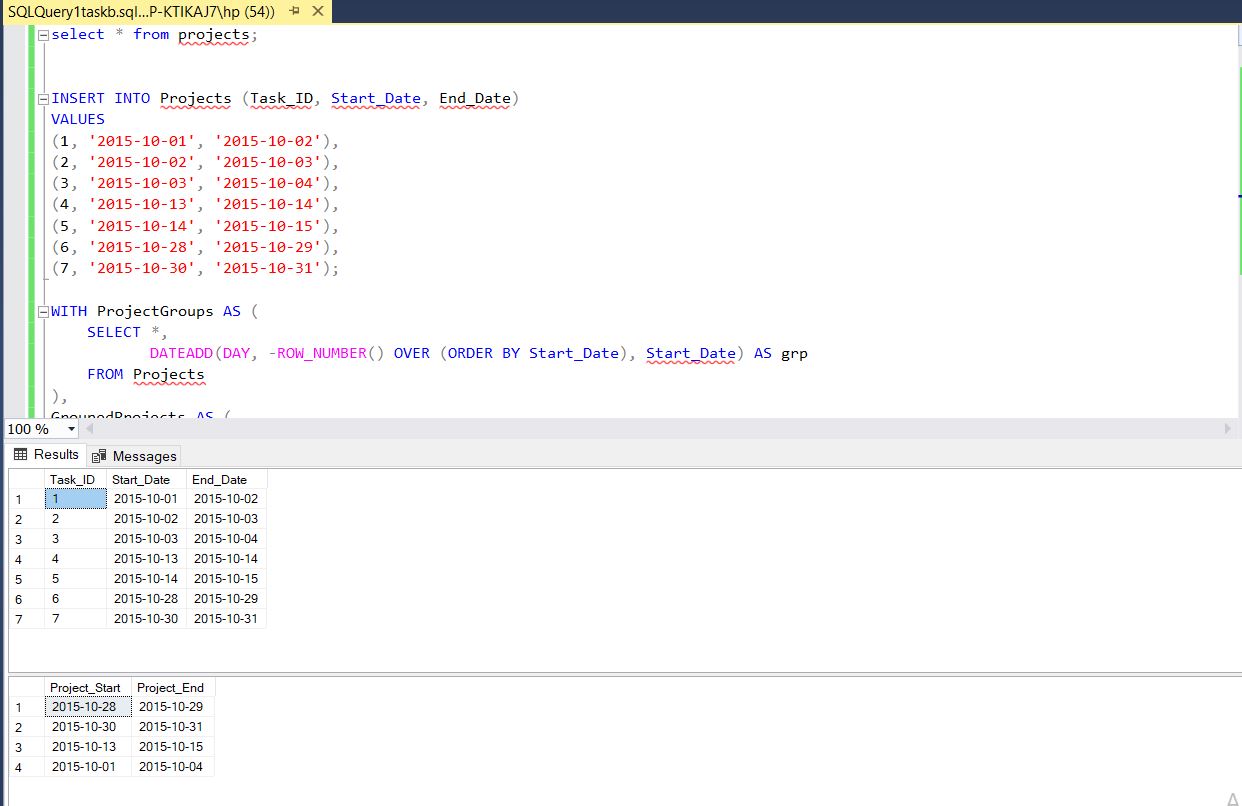 SQLQuery1taskb.sql...P-KTIKAJ7\hp (54))
select * from projects;
INSERT INTO Projects (Task_ID, Start_Date, End_Date)
VALUES
(1, '2015-10-01', '2015-10-02'),
(2, '2015-10-02', '2015-10-03'),
(3, '2015-10-03', '2015-10-04'),
(4, '2015-10-13', '2015-10-14'),
(5, '2015-10-14', '2015-10-15'),
(6, '2015-10-28', '2015-10-29'),
(7, '2015-10-30', '2015-10-31');
WITH ProjectGroups AS (
SELECT *,
DATEADD(DAY, -ROW_NUMBER() OVER (ORDER BY Start_Date), Start_Date) AS grp
FROM Projects
),
GroupedProjects AS (
100 %
Results Messages
Task_ID Start_Date End_Date
1 1 2015-10-01 2015-10-02
2 2 2015-10-02 2015-10-03
3 3 2015-10-03 2015-10-04
4 4 2015-10-13 2015-10-14
5 5 2015-10-14 2015-10-15
6 6 2015-10-28 2015-10-29
7 7 2015-10-30 2015-10-31
Project_Start Project_End
1 2015-10-28 2015-10-29
2 2015-10-30 2015-10-31
3 2015-10-13 2015-10-15
4 2015-10-01 2015-10-04